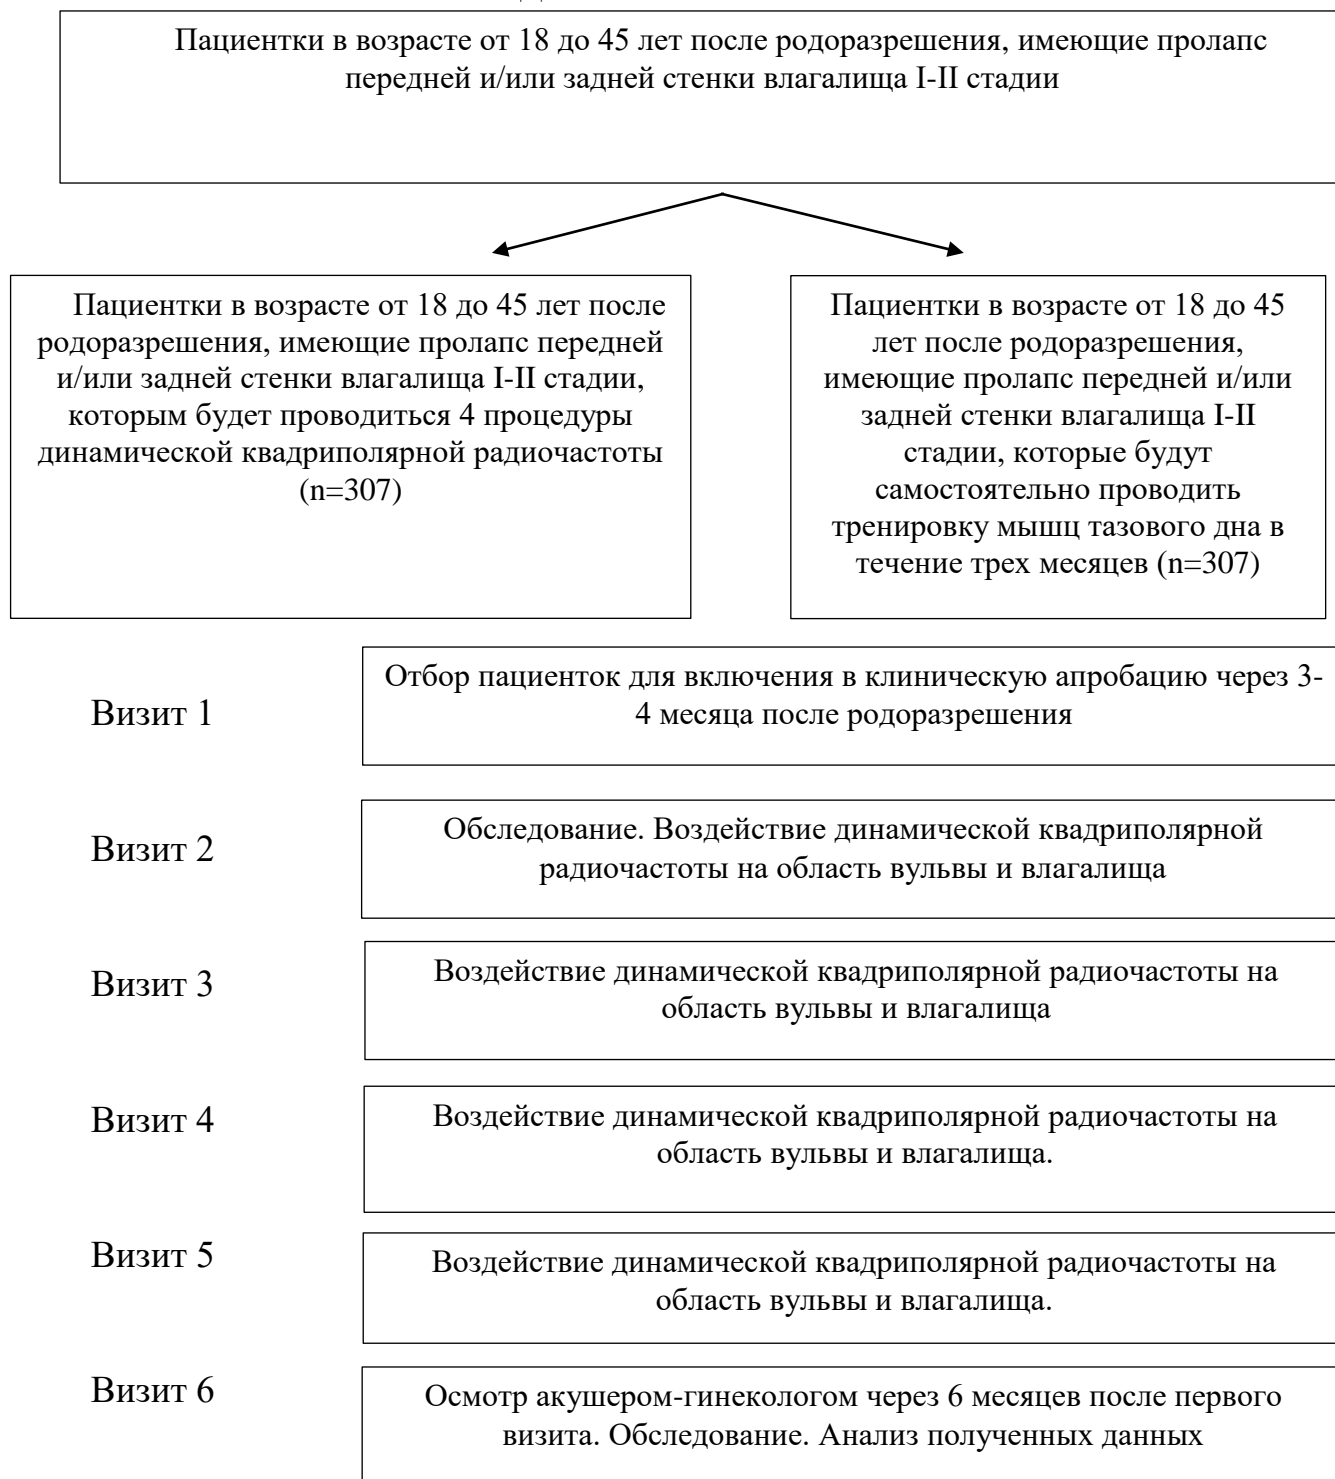 Пациентки в возрасте от 18 до 45 лет после родоразрешения, имеющие пролапс
передней и/или задней стенки влагалища I-II стадии
Пациентки в возрасте от 18 до 45 лет после
родоразрешения, имеющие пролапс передней
и/или задней стенки влагалища I-II стадии,
которым будет проводиться 4 процедуры
динамической квадриполярной радиочастоты
(n=307)
Пациентки в возрасте от 18 до 45
лет после родоразрешения,
имеющие пролапс передней и/или
задней стенки влагалища I-II
стадии, которые будут
самостоятельно проводить
тренировку мышц тазового дна в
течение трех месяцев (n=307)
Визит 1
Отбор пациенток для включения в клиническую апробацию через 3-
4 месяца после родоразрешения
Визит 2
Обследование. Воздействие динамической квадриполярной
радиочастоты на область вульвы и влагалища
Визит 3
Воздействие динамической квадриполярной радиочастоты на
область вульвы и влагалища
Визит 4
Воздействие динамической квадриполярной радиочастоты на
область вульвы и влагалища.
Визит 5
Воздействие динамической квадриполярной радиочастоты на
область вульвы и влагалища.
Визит 6
Осмотр акушером-гинекологом через 6 месяцев после первого
визита. Обследование. Анализ полученных данных